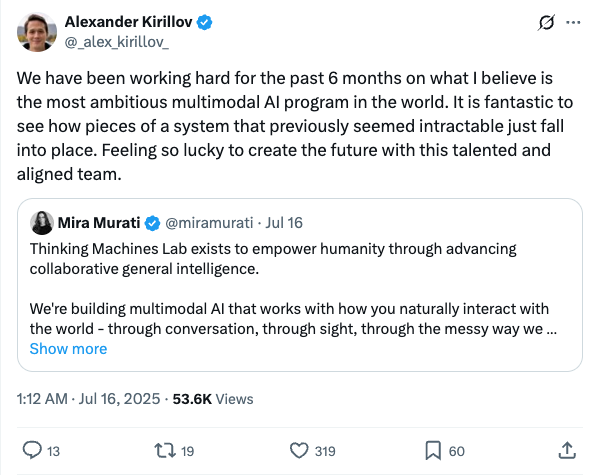 Alexander Kirillov
@_alex_kirillov_
We have been working hard for the past 6 months on what I believe is
the most ambitious multimodal AI program in the world. It is fantastic to
see how pieces of a system that previously seemed intractable just fall
into place. Feeling so lucky to create the future with this talented and
aligned team.
Mira Murati @miramurati · Jul 16
Thinking Machines Lab exists to empower humanity through advancing
collaborative general intelligence.
We're building multimodal AI that works with how you naturally interact with
the world - through conversation, through sight, through the messy way we ...
Show more
1:12 AM · Jul 16, 2025 · 53.6K Views
13 19 319 60